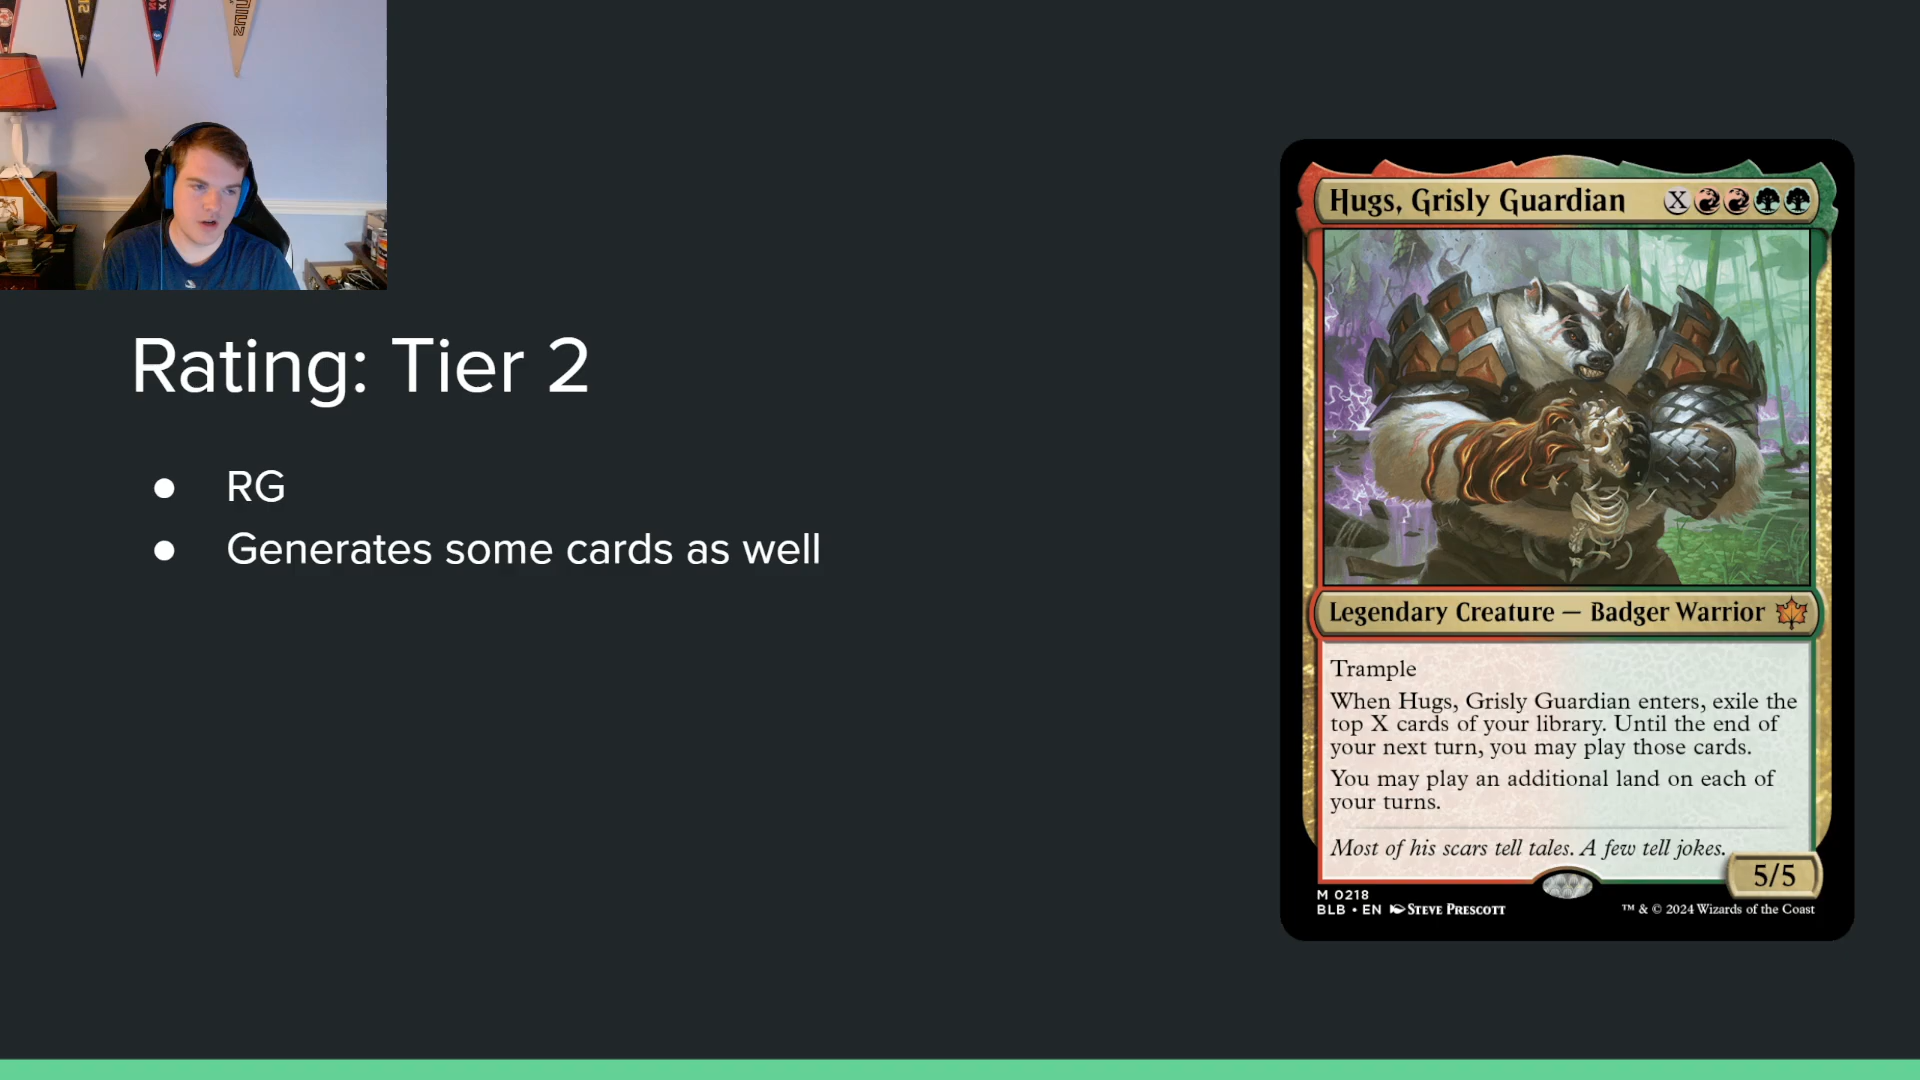 Rating: Tier 2
RG
Generates some cards as well
Hugs, Grisly Guardian X
Legendary Creature — Badger Warrior
Trample
When Hugs, Grisly Guardian enters, exile the
top X cards of your library. Until the end of
your next turn, you may play those cards.
You may play an additional land on each of
your turns.
Most of his scars tell tales. A few tell jokes.
5/5
M 0218
BLB • EN STEVE PRESCOTT
™ & © 2024 Wizards of the Coast